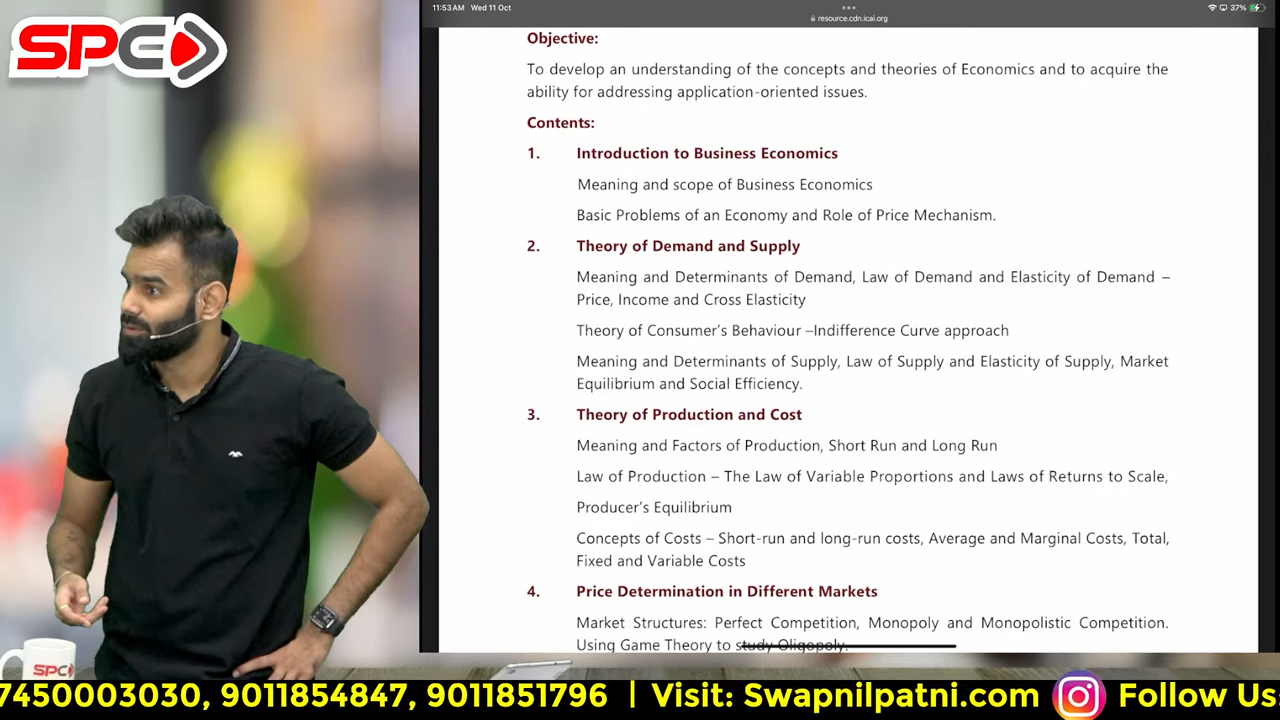 11:53 AM Wed 11 Oct
37%
resource.cdn.icai.org
SPC
Objective:
To develop an understanding of the concepts and theories of Economics and to acquire the
ability for addressing application-oriented issues.
Contents:
1. Introduction to Business Economics
Meaning and scope of Business Economics
Basic Problems of an Economy and Role of Price Mechanism.
2. Theory of Demand and Supply
Meaning and Determinants of Demand, Law of Demand and Elasticity of Demand –
Price, Income and Cross Elasticity
Theory of Consumer's Behaviour –Indifference Curve approach
Meaning and Determinants of Supply, Law of Supply and Elasticity of Supply, Market
Equilibrium and Social Efficiency.
3. Theory of Production and Cost
Meaning and Factors of Production, Short Run and Long Run
Law of Production – The Law of Variable Proportions and Laws of Returns to Scale,
Producer's Equilibrium
Concepts of Costs – Short-run and long-run costs, Average and Marginal Costs, Total,
Fixed and Variable Costs
4. Price Determination in Different Markets
Market Structures: Perfect Competition, Monopoly and Monopolistic Competition.
Using Game Theory to study Oligopoly.
SPC
7450003030, 9011854847, 9011851796 | Visit: Swapnilpatni.com Follow Us